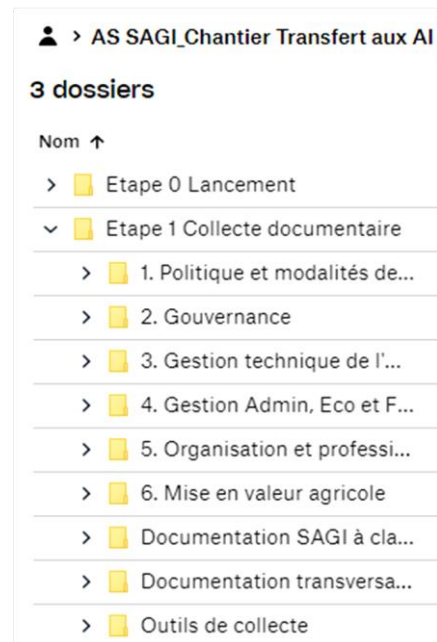 > AS SAGI_Chantier Transfert aux AI
3 dossiers
Nom ↑
> Etape 0 Lancement
Etape 1 Collecte documentaire
> 1. Politique et modalités de...
> 2. Gouvernance
> 3. Gestion technique de l'...
> 4. Gestion Admin, Eco et F...
> 5. Organisation et professi...
> 6. Mise en valeur agricole
> Documentation SAGI à cla...
> Documentation transversa...
> Outils de collecte